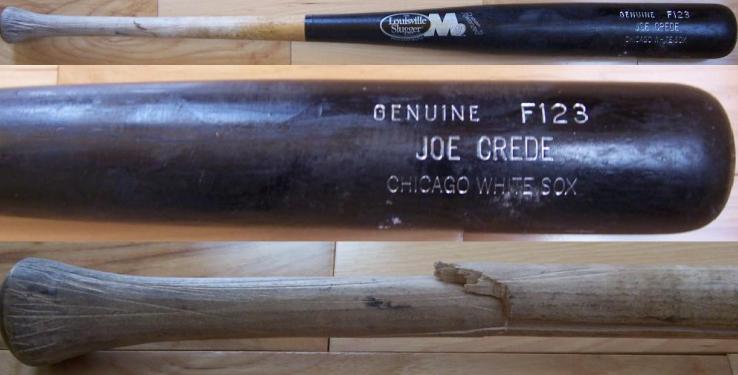 Louisville
Slugger
M
GENUINE F123
JOE CREDE
CHICAGO WHITE SOX
GENUINE F123
JOE CREDE
CHICAGO WHITE SOX